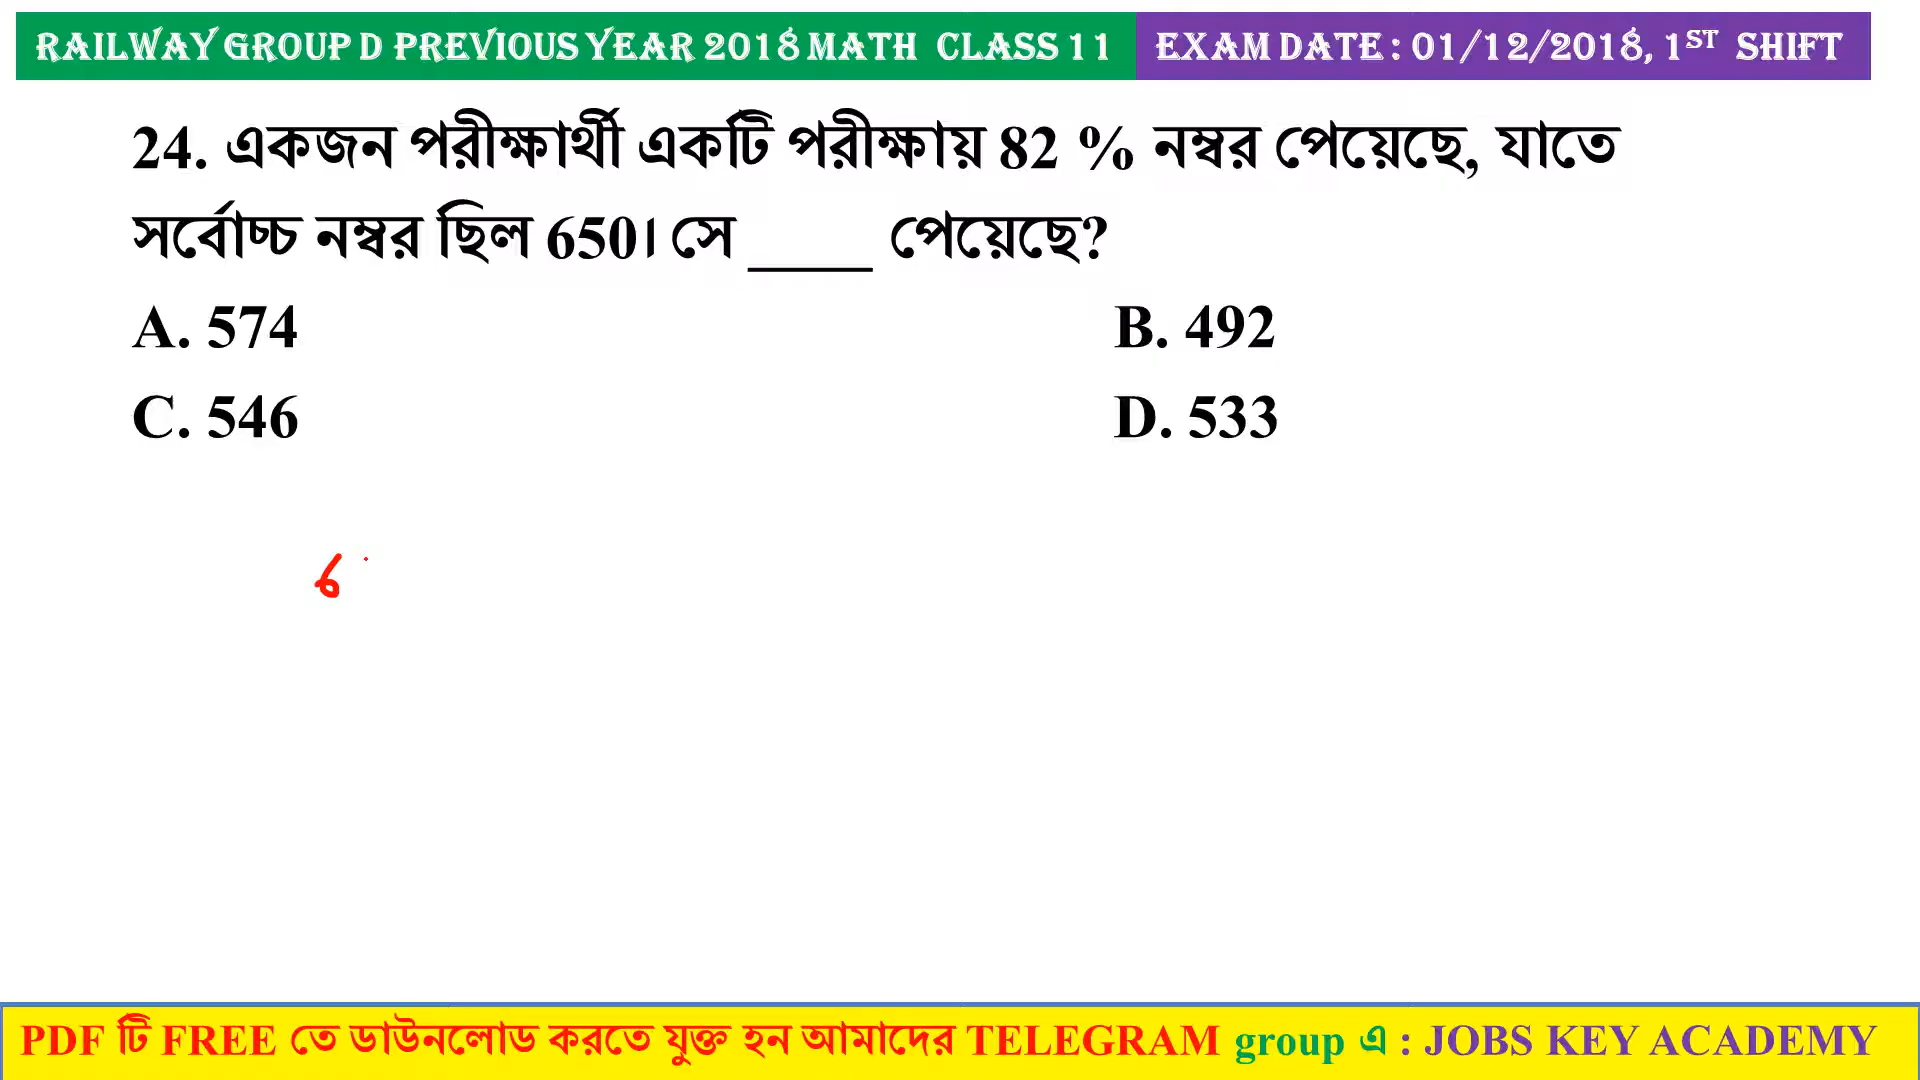 RAILWAY GROUP D PREVIOUS YEAR 2018 MATH CLASS 11 EXAM DATE : 01/12/2018, 1ST SHIFT
24. একজন পরীক্ষার্থী একটি পরীক্ষায় 82 % নম্বর পেয়েছে, যাতে
সর্বোচ্চ নম্বর ছিল 650। সে ____ পেয়েছে?
A. 574 B. 492
C. 546 D. 533
6
PDF টি FREE তে ডাউনলোড করতে যুক্ত হন আমাদের TELEGRAM group এ : JOBS KEY ACADEMY